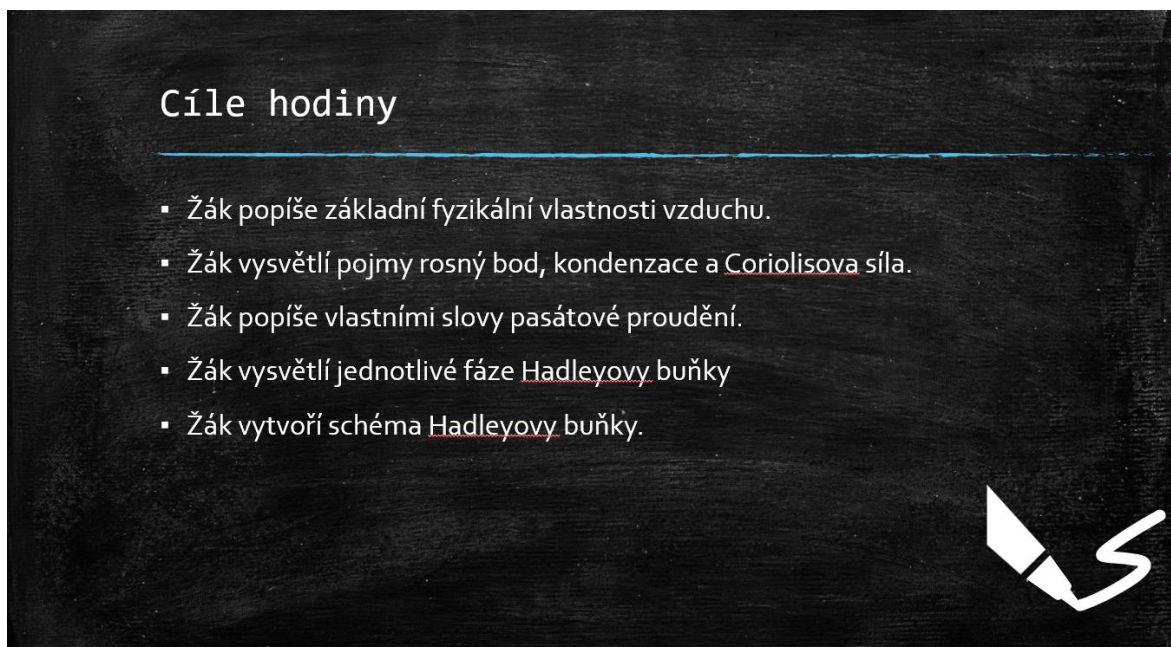 Cíle hodiny
▪ Žák popíše základní fyzikální vlastnosti vzduchu.
▪ Žák vysvětlí pojmy rosný bod, kondenzace a Coriolisova síla.
▪ Žák popíše vlastními slovy pasátové proudění.
▪ Žák vysvětlí jednotlivé fáze Hadleyovy buňky
▪ Žák vytvoří schéma Hadleyovy buňky.